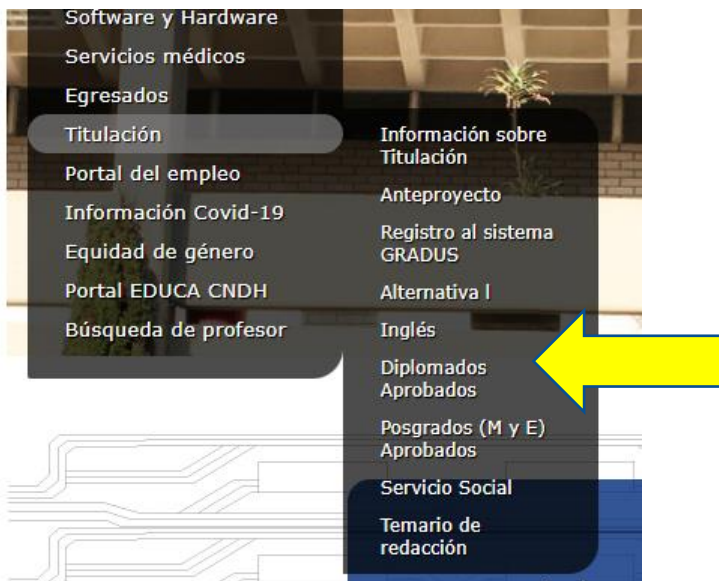 Software y Hardware
Servicios médicos
Egresados
Titulación
Portal del empleo
Información Covid-19
Equidad de género
Portal EDUCA CNDH
Búsqueda de profesor
Información sobre
Titulación
Anteproyecto
Registro al sistema
GRADUS
Alternativa l
Inglés
Diplomados
Aprobados
Posgrados (M y E)
Aprobados
Servicio Social
Temario de
redacción